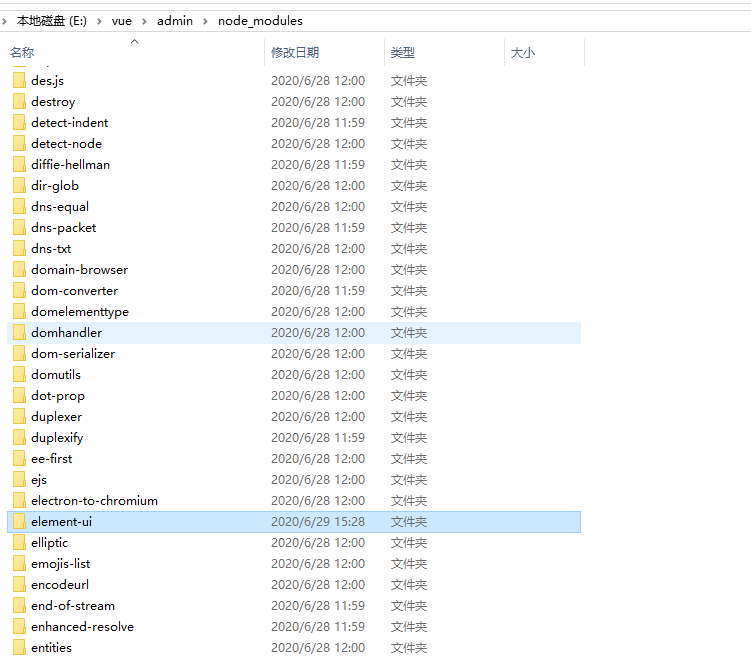 本地磁盘 (E:) › vue › admin › node_modules
名称 修改日期 类型 大小
des.js 2020/6/28 12:00 文件夹
destroy 2020/6/28 12:00 文件夹
detect-indent 2020/6/28 11:59 文件夹
detect-node 2020/6/28 12:00 文件夹
diffie-hellman 2020/6/28 11:59 文件夹
dir-glob 2020/6/28 12:00 文件夹
dns-equal 2020/6/28 12:00 文件夹
dns-packet 2020/6/28 11:59 文件夹
dns-txt 2020/6/28 12:00 文件夹
domain-browser 2020/6/28 12:00 文件夹
dom-converter 2020/6/28 11:59 文件夹
domelementtype 2020/6/28 12:00 文件夹
domhandler 2020/6/28 12:00 文件夹
dom-serializer 2020/6/28 12:00 文件夹
domutils 2020/6/28 12:00 文件夹
dot-prop 2020/6/28 12:00 文件夹
duplexer 2020/6/28 12:00 文件夹
duplexify 2020/6/28 11:59 文件夹
ee-first 2020/6/28 12:00 文件夹
ejs 2020/6/28 12:00 文件夹
electron-to-chromium 2020/6/28 12:00 文件夹
element-ui 2020/6/29 15:28 文件夹
elliptic 2020/6/28 12:00 文件夹
emojis-list 2020/6/28 12:00 文件夹
encodeurl 2020/6/28 12:00 文件夹
end-of-stream 2020/6/28 11:59 文件夹
enhanced-resolve 2020/6/28 11:59 文件夹
entities 2020/6/28 12:00 文件夹